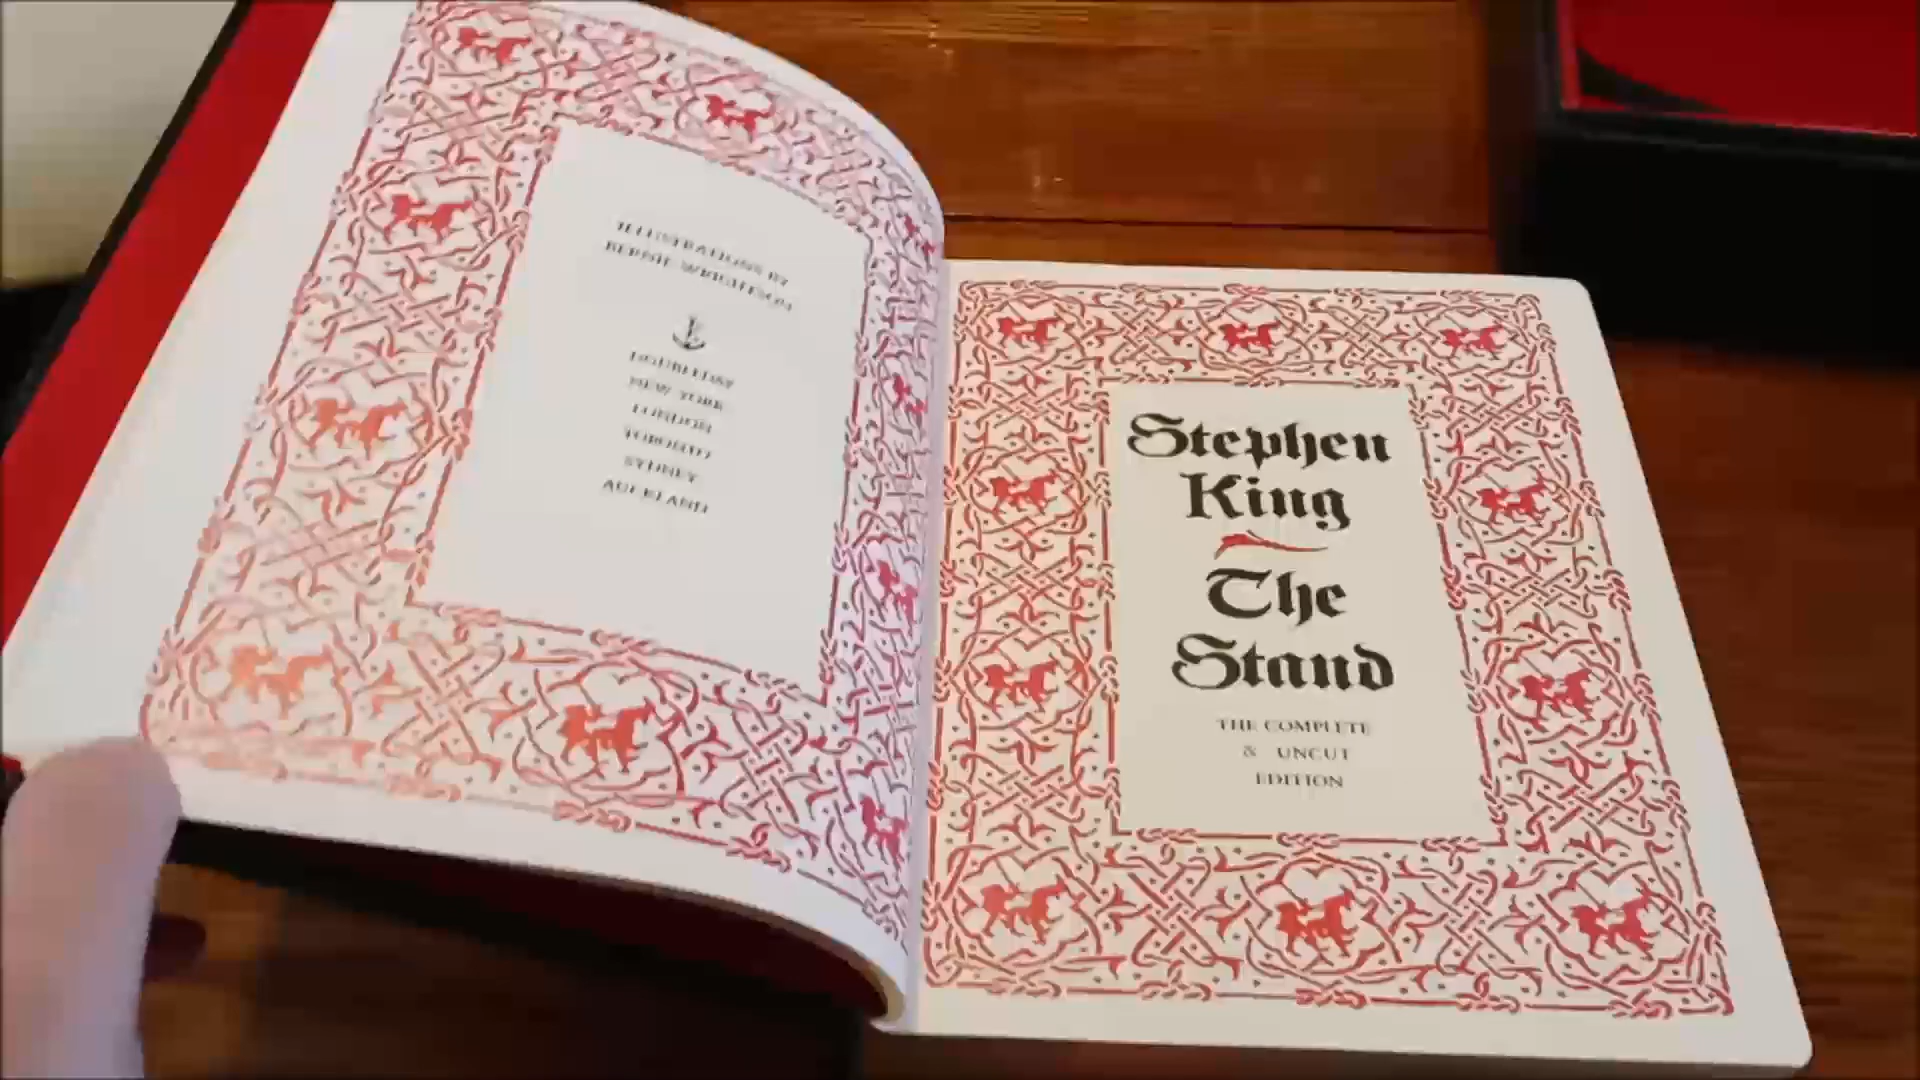 ILLUSTRATIONS BY
BERNIE WRIGHTSON
DOUBLEDAY
NEW YORK
LONDON
TORONTO
SYDNEY
AUCKLAND
Stephen
King
The
Stand
THE COMPLETE
& UNCUT
EDITION